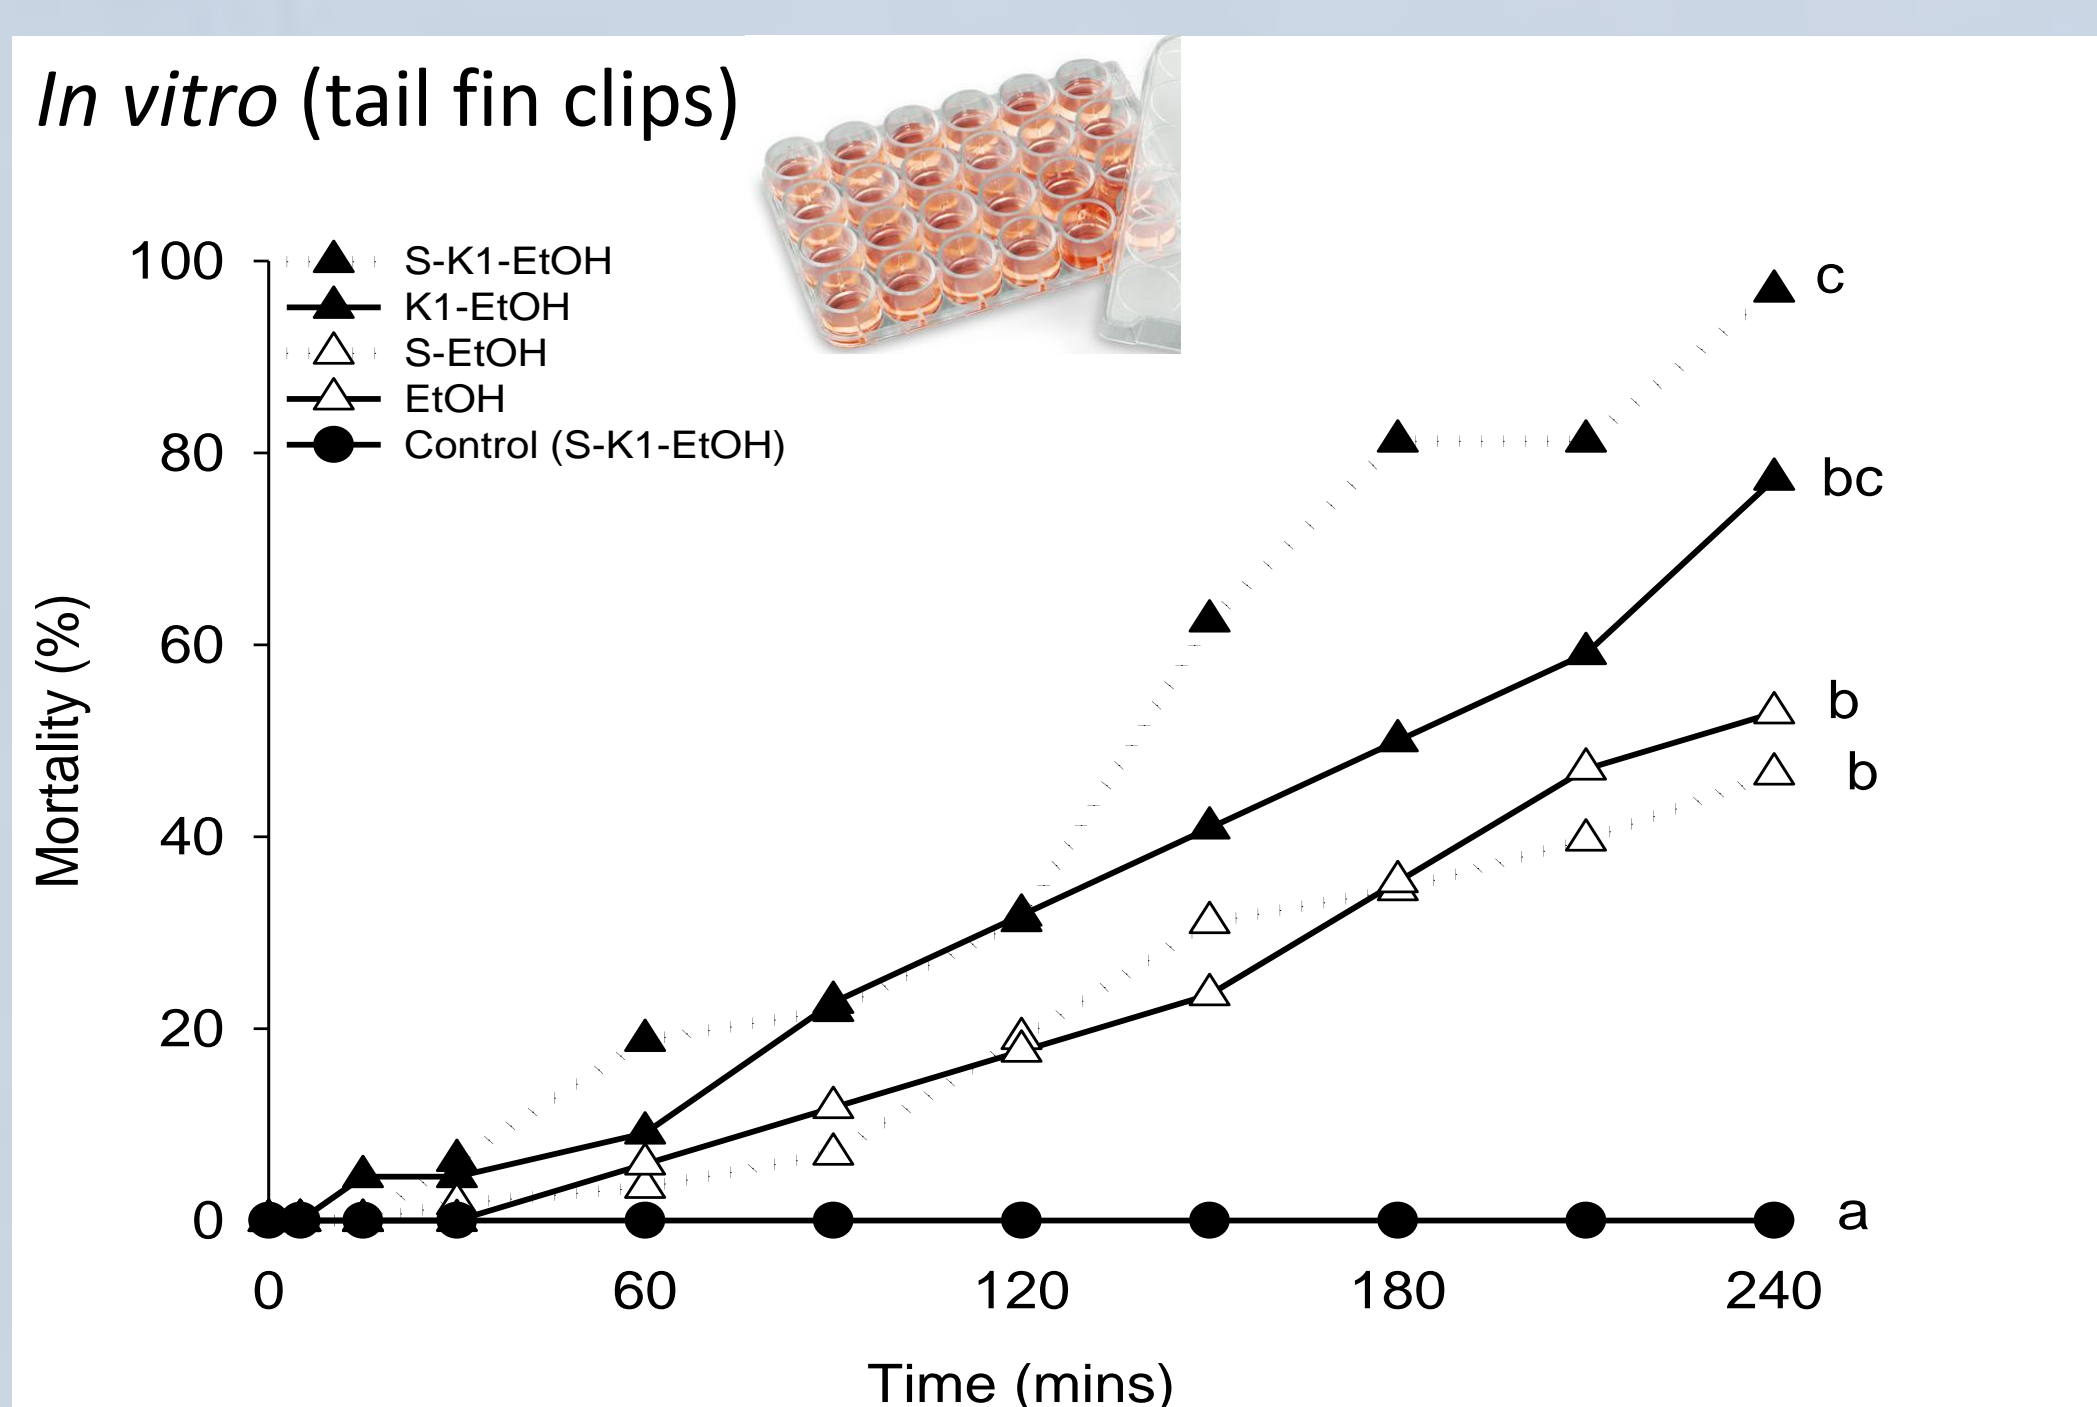 In vitro (tail fin clips)
S-K1-EtOH
K1-EtOH
S-EtOH
EtOH
Control (S-K1-EtOH)
100
80
60
40
20
0
Mortality (%)
c
bc
b
b
a
0 60 120 180 240
Time (mins)